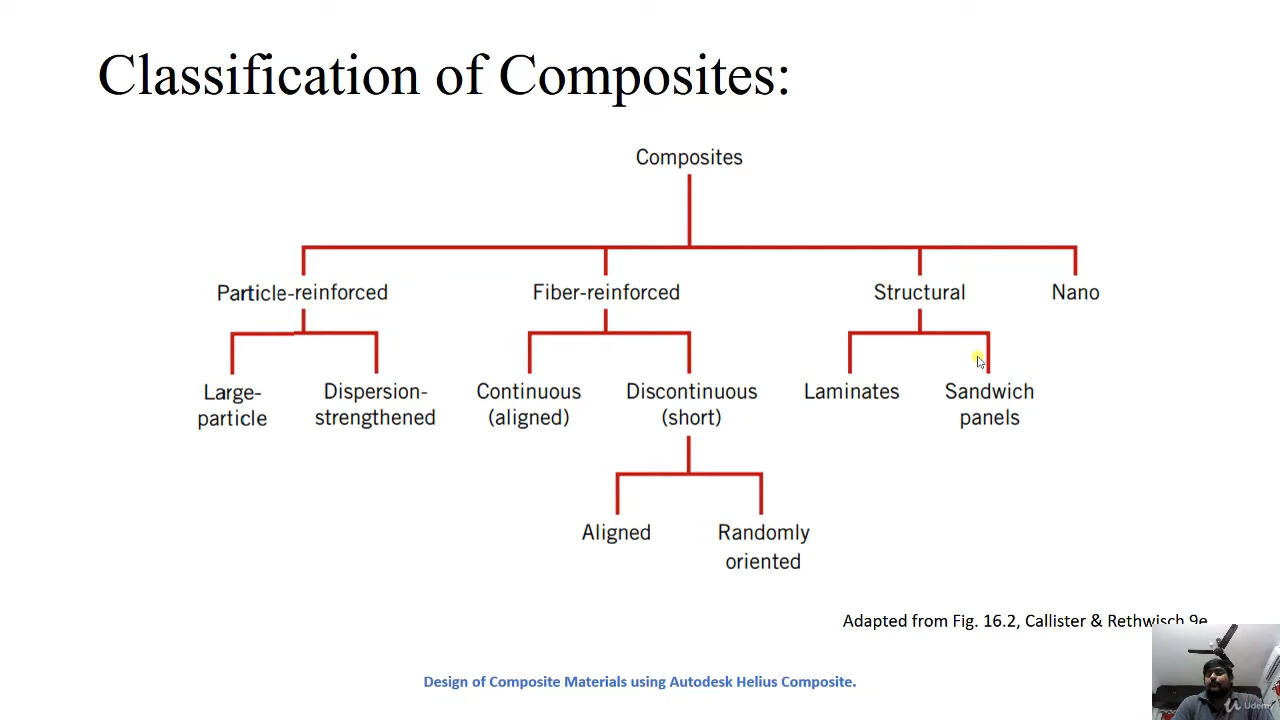 Classification of Composites:
Composites
Particle-reinforced
Fiber-reinforced
Structural
Nano
Large-
particle
Dispersion-
strengthened
Continuous
(aligned)
Discontinuous
(short)
Laminates
Sandwich
panels
Aligned
Randomly
oriented
Adapted from Fig. 16.2, Callister & Rethwisch 9e
Design of Composite Materials using Autodesk Helius Composite.
Udemy